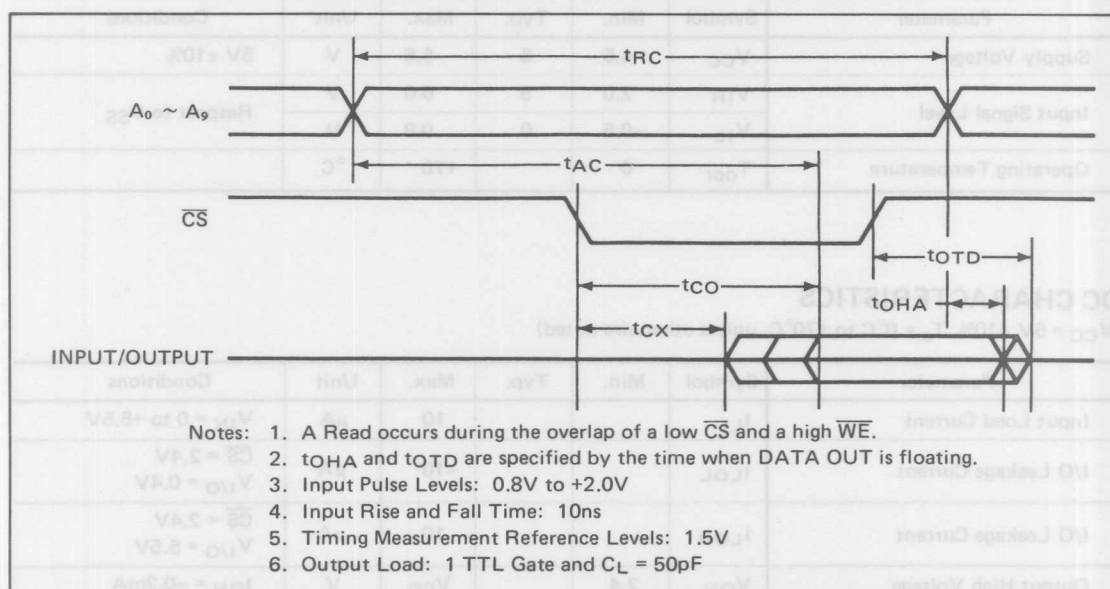 tRC
A₀ ~ A₉
tAC
CS
tOTD
tCO
tOHA
tCX
INPUT/OUTPUT
Notes: 1. A Read occurs during the overlap of a low CS and a high WE.
2. tOHA and tOTD are specified by the time when DATA OUT is floating.
3. Input Pulse Levels: 0.8V to +2.0V
4. Input Rise and Fall Time: 10ns
5. Timing Measurement Reference Levels: 1.5V
6. Output Load: 1 TTL Gate and CL = 50pF